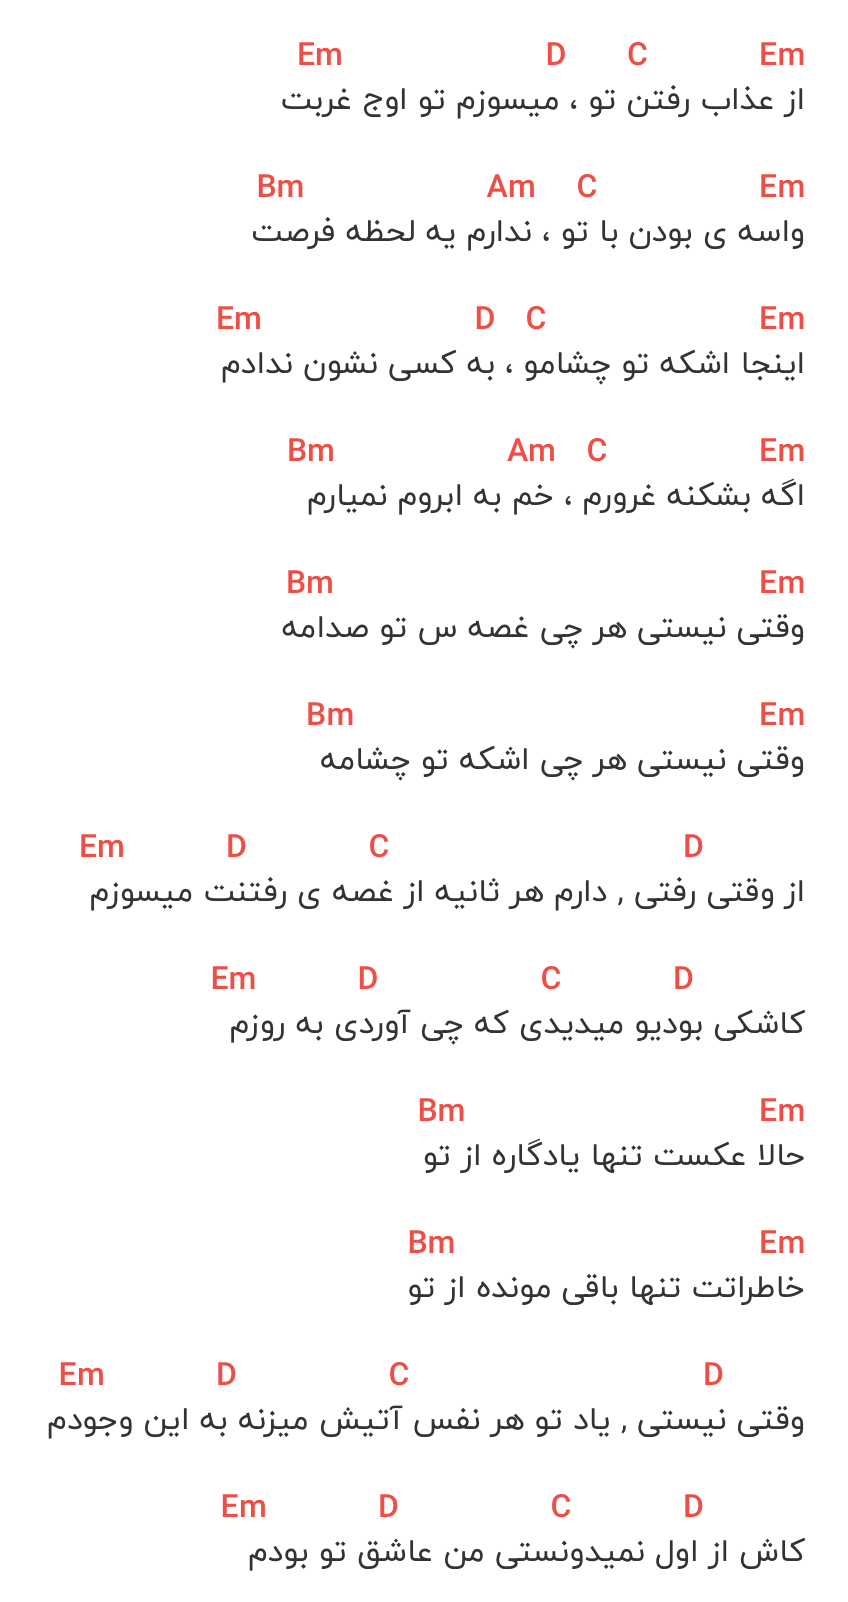 Em C D Em
از عذاب رفتن تو ، میسوزم تو اوج غربت
Em C Am Bm
واسه ی بودن با تو ، ندارم یه لحظه فرصت
Em C D Em
اینجا اشکه تو چشامو ، به کسی نشون ندادم
Em C Am Bm
اگه بشکنه غرورم ، خم به ابروم نمیارم
Em Bm
وقتی نیستی هر چی غصه س تو صدامه
Em Bm
وقتی نیستی هر چی اشکه تو چشامه
D C D Em
از وقتی رفتی , دارم هر ثانیه از غصه ی رفتنت میسوزم
D C D Em
کاشکی بودیو میدیدی که چی آوردی به روزم
Em Bm
حالا عکست تنها یادگاره از تو
Em Bm
خاطراتت تنها باقی مونده از تو
D C D Em
وقتی نیستی , یاد تو هر نفس آتیش میزنه به این وجودم
D C D Em
کاش از اول نمیدونستی من عاشق تو بودم